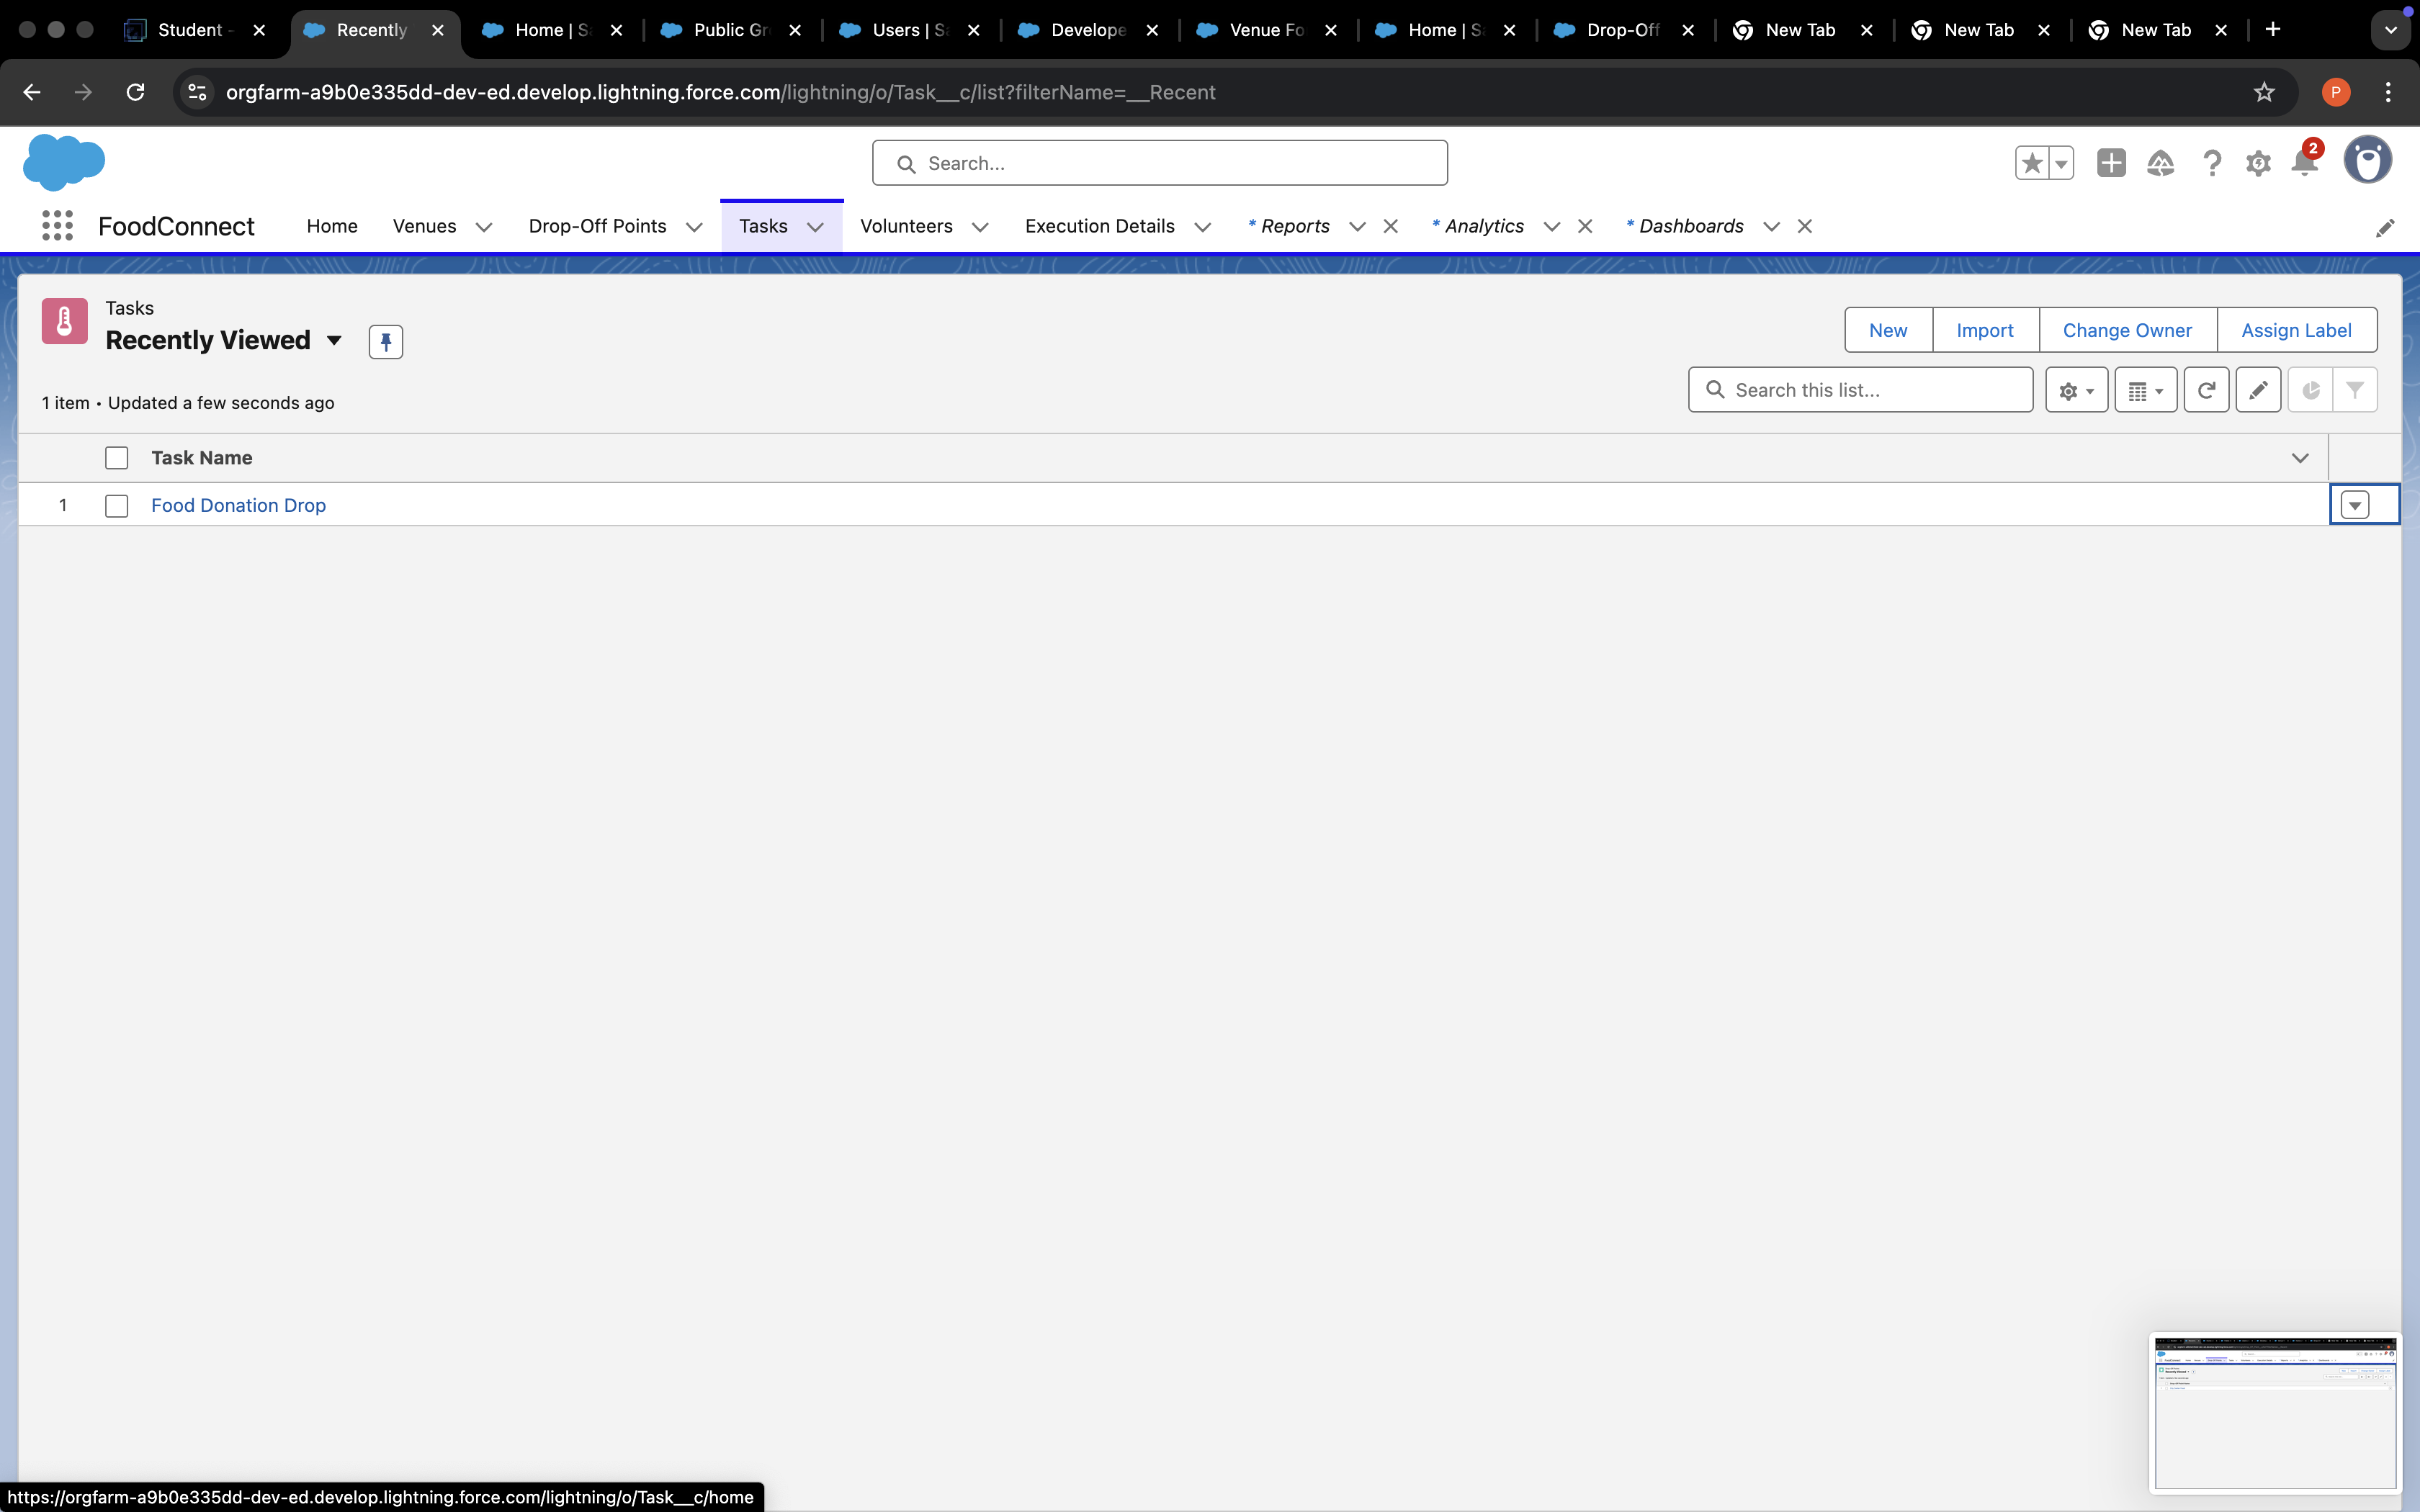 Student - Recently Home | S Public Gr Users | Sa Develope Venue Fo Home | S Drop-Off New Tab New Tab New Tab
orgfarm-a9b0e335dd-dev-ed.develop.lightning.force.com/lightning/o/Task__c/list?filterName=__Recent
P
Search...
2
FoodConnect Home Venues Drop-Off Points Tasks Volunteers Execution Details * Reports * Analytics * Dashboards
Tasks
Recently Viewed
New Import Change Owner Assign Label
1 item • Updated a few seconds ago
Search this list...
Task Name
1 Food Donation Drop
https://orgfarm-a9b0e335dd-dev-ed.develop.lightning.force.com/lightning/o/Task__c/home